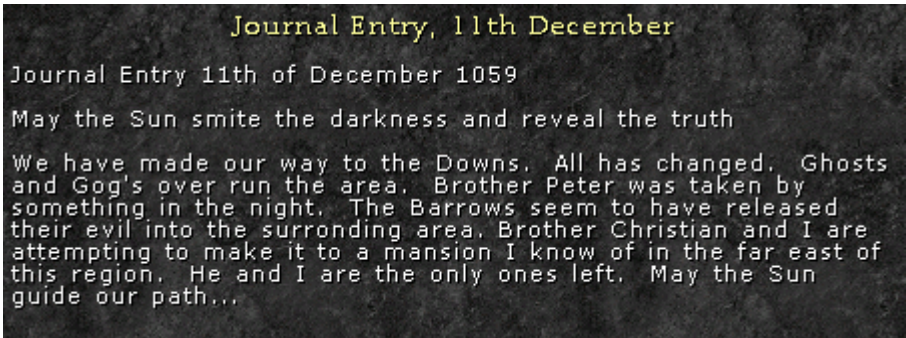 Journal Entry, 11th December
Journal Entry 11th of December 1059
May the Sun smite the darkness and reveal the truth
We have made our way to the Downs.  All has changed.  Ghosts
and Gog's over run the area.  Brother Peter was taken by
something in the night.  The Barrows seem to have released
their evil into the surronding area. Brother Christian and I are
attempting to make it to a mansion I know of in the far east of
this region.  He and I are the only ones left.  May the Sun
guide our path...